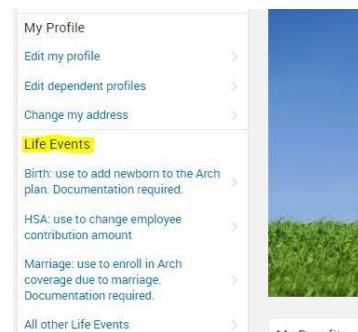 My Profile
Edit my profile
Edit dependent profiles
Change my address
Life Events
Birth: use to add newborn to the Arch
plan. Documentation required.
HSA: use to change employee
contribution amount
Marriage: use to enroll in Arch
coverage due to marriage.
Documentation required.
All other Life Events